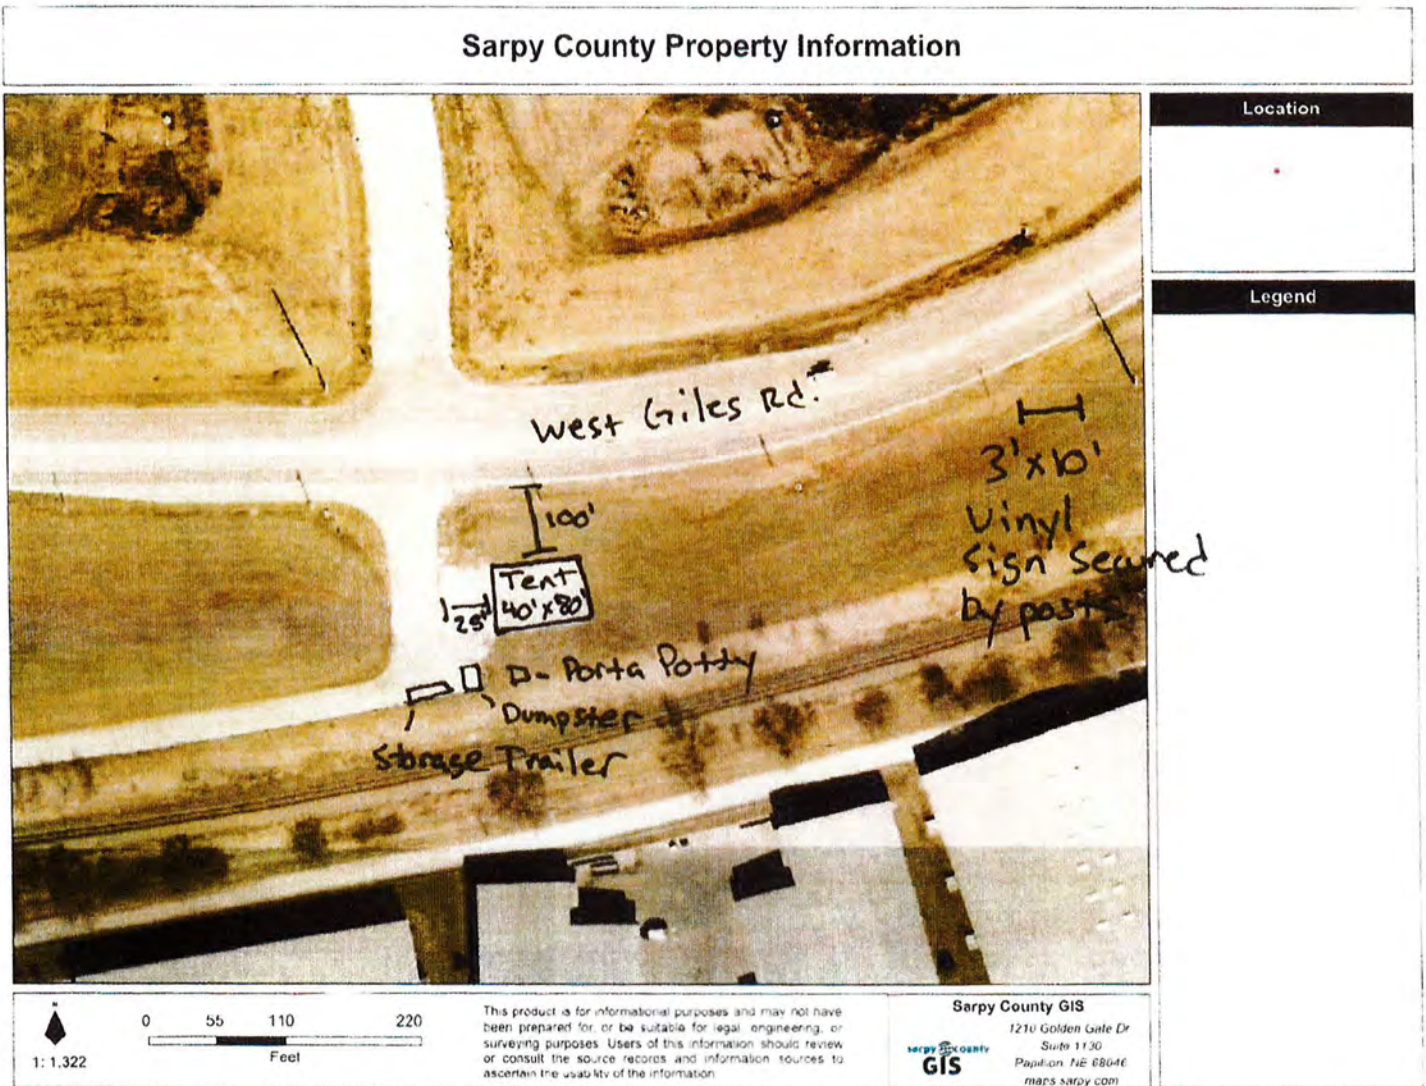 Sarpy County Property Information
Location
Legend
West Giles Rd.
100'
Tent
40' x 80'
25'
3' x 10'
Vinyl
Sign Secured
by posts
D- Porta Potty
Dumpster
Storage Trailer
N
1: 1,322
0 55 110 220
Feet
This product is for informational purposes and may not have
been prepared for, or be suitable for legal, engineering, or
surveying purposes. Users of this information should review
or consult the source records and information sources to
ascertain the usability of the information.
Sarpy County GIS
sarpy county
GIS
1210 Golden Gate Dr
Suite 1130
Papillion, NE 68046
maps.sarpy.com